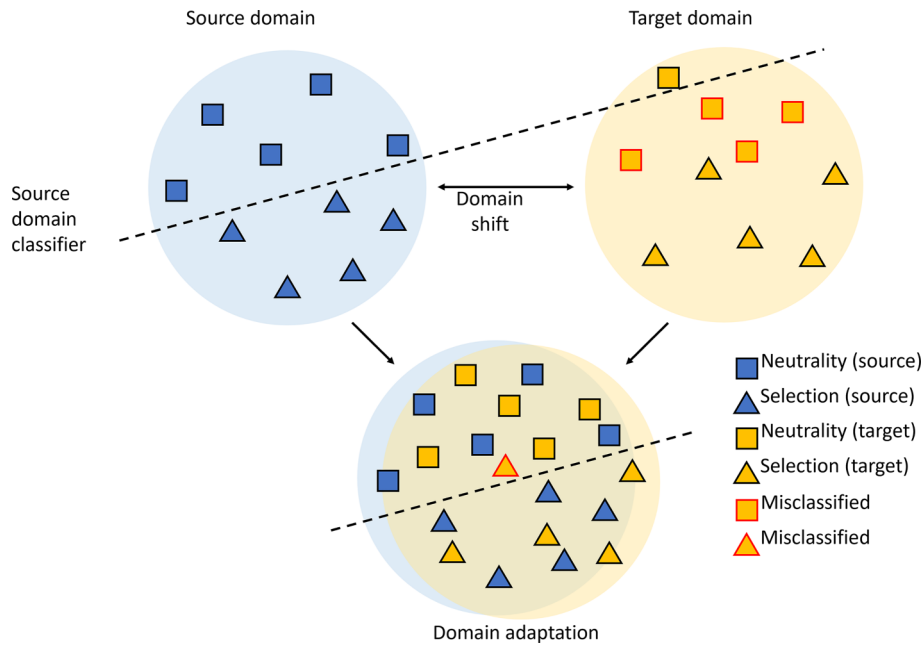 Source domain
Target domain
Source
domain
classifier
Domain
shift
Neutrality (source)
Selection (source)
Neutrality (target)
Selection (target)
Misclassified
Misclassified
Domain adaptation